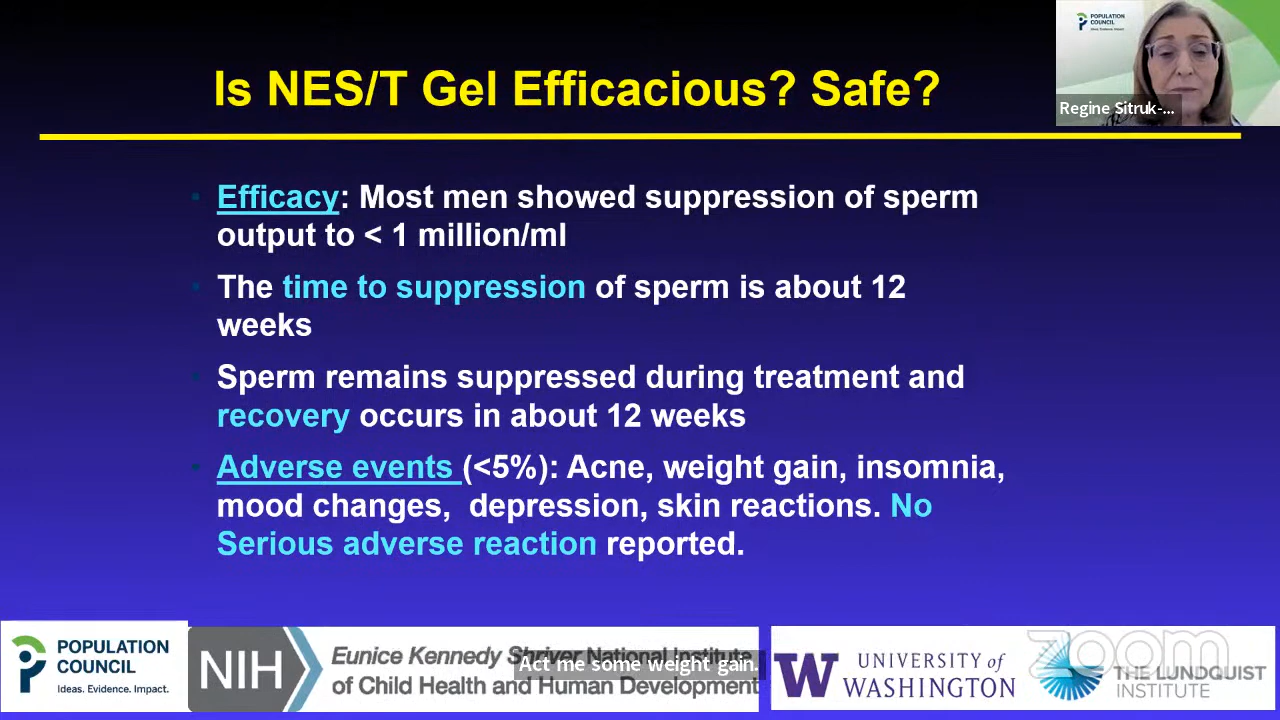 Is NES/T Gel Efficacious? Safe?
POPULATION
COUNCIL
Ideas. Evidence. Impact.
Regine Sitruk-...
Efficacy: Most men showed suppression of sperm
output to < 1 million/ml
The time to suppression of sperm is about 12
weeks
Sperm remains suppressed during treatment and
recovery occurs in about 12 weeks
Adverse events (<5%): Acne, weight gain, insomnia,
mood changes, depression, skin reactions. No
Serious adverse reaction reported.
POPULATION
COUNCIL
Ideas. Evidence. Impact.
NIH
Eunice Kennedy Shriver National Institute
of Child Health and Human Development
Act me some weight gain.
W
UNIVERSITY of
WASHINGTON
zoom
THE LUNDQUIST
INSTITUTE